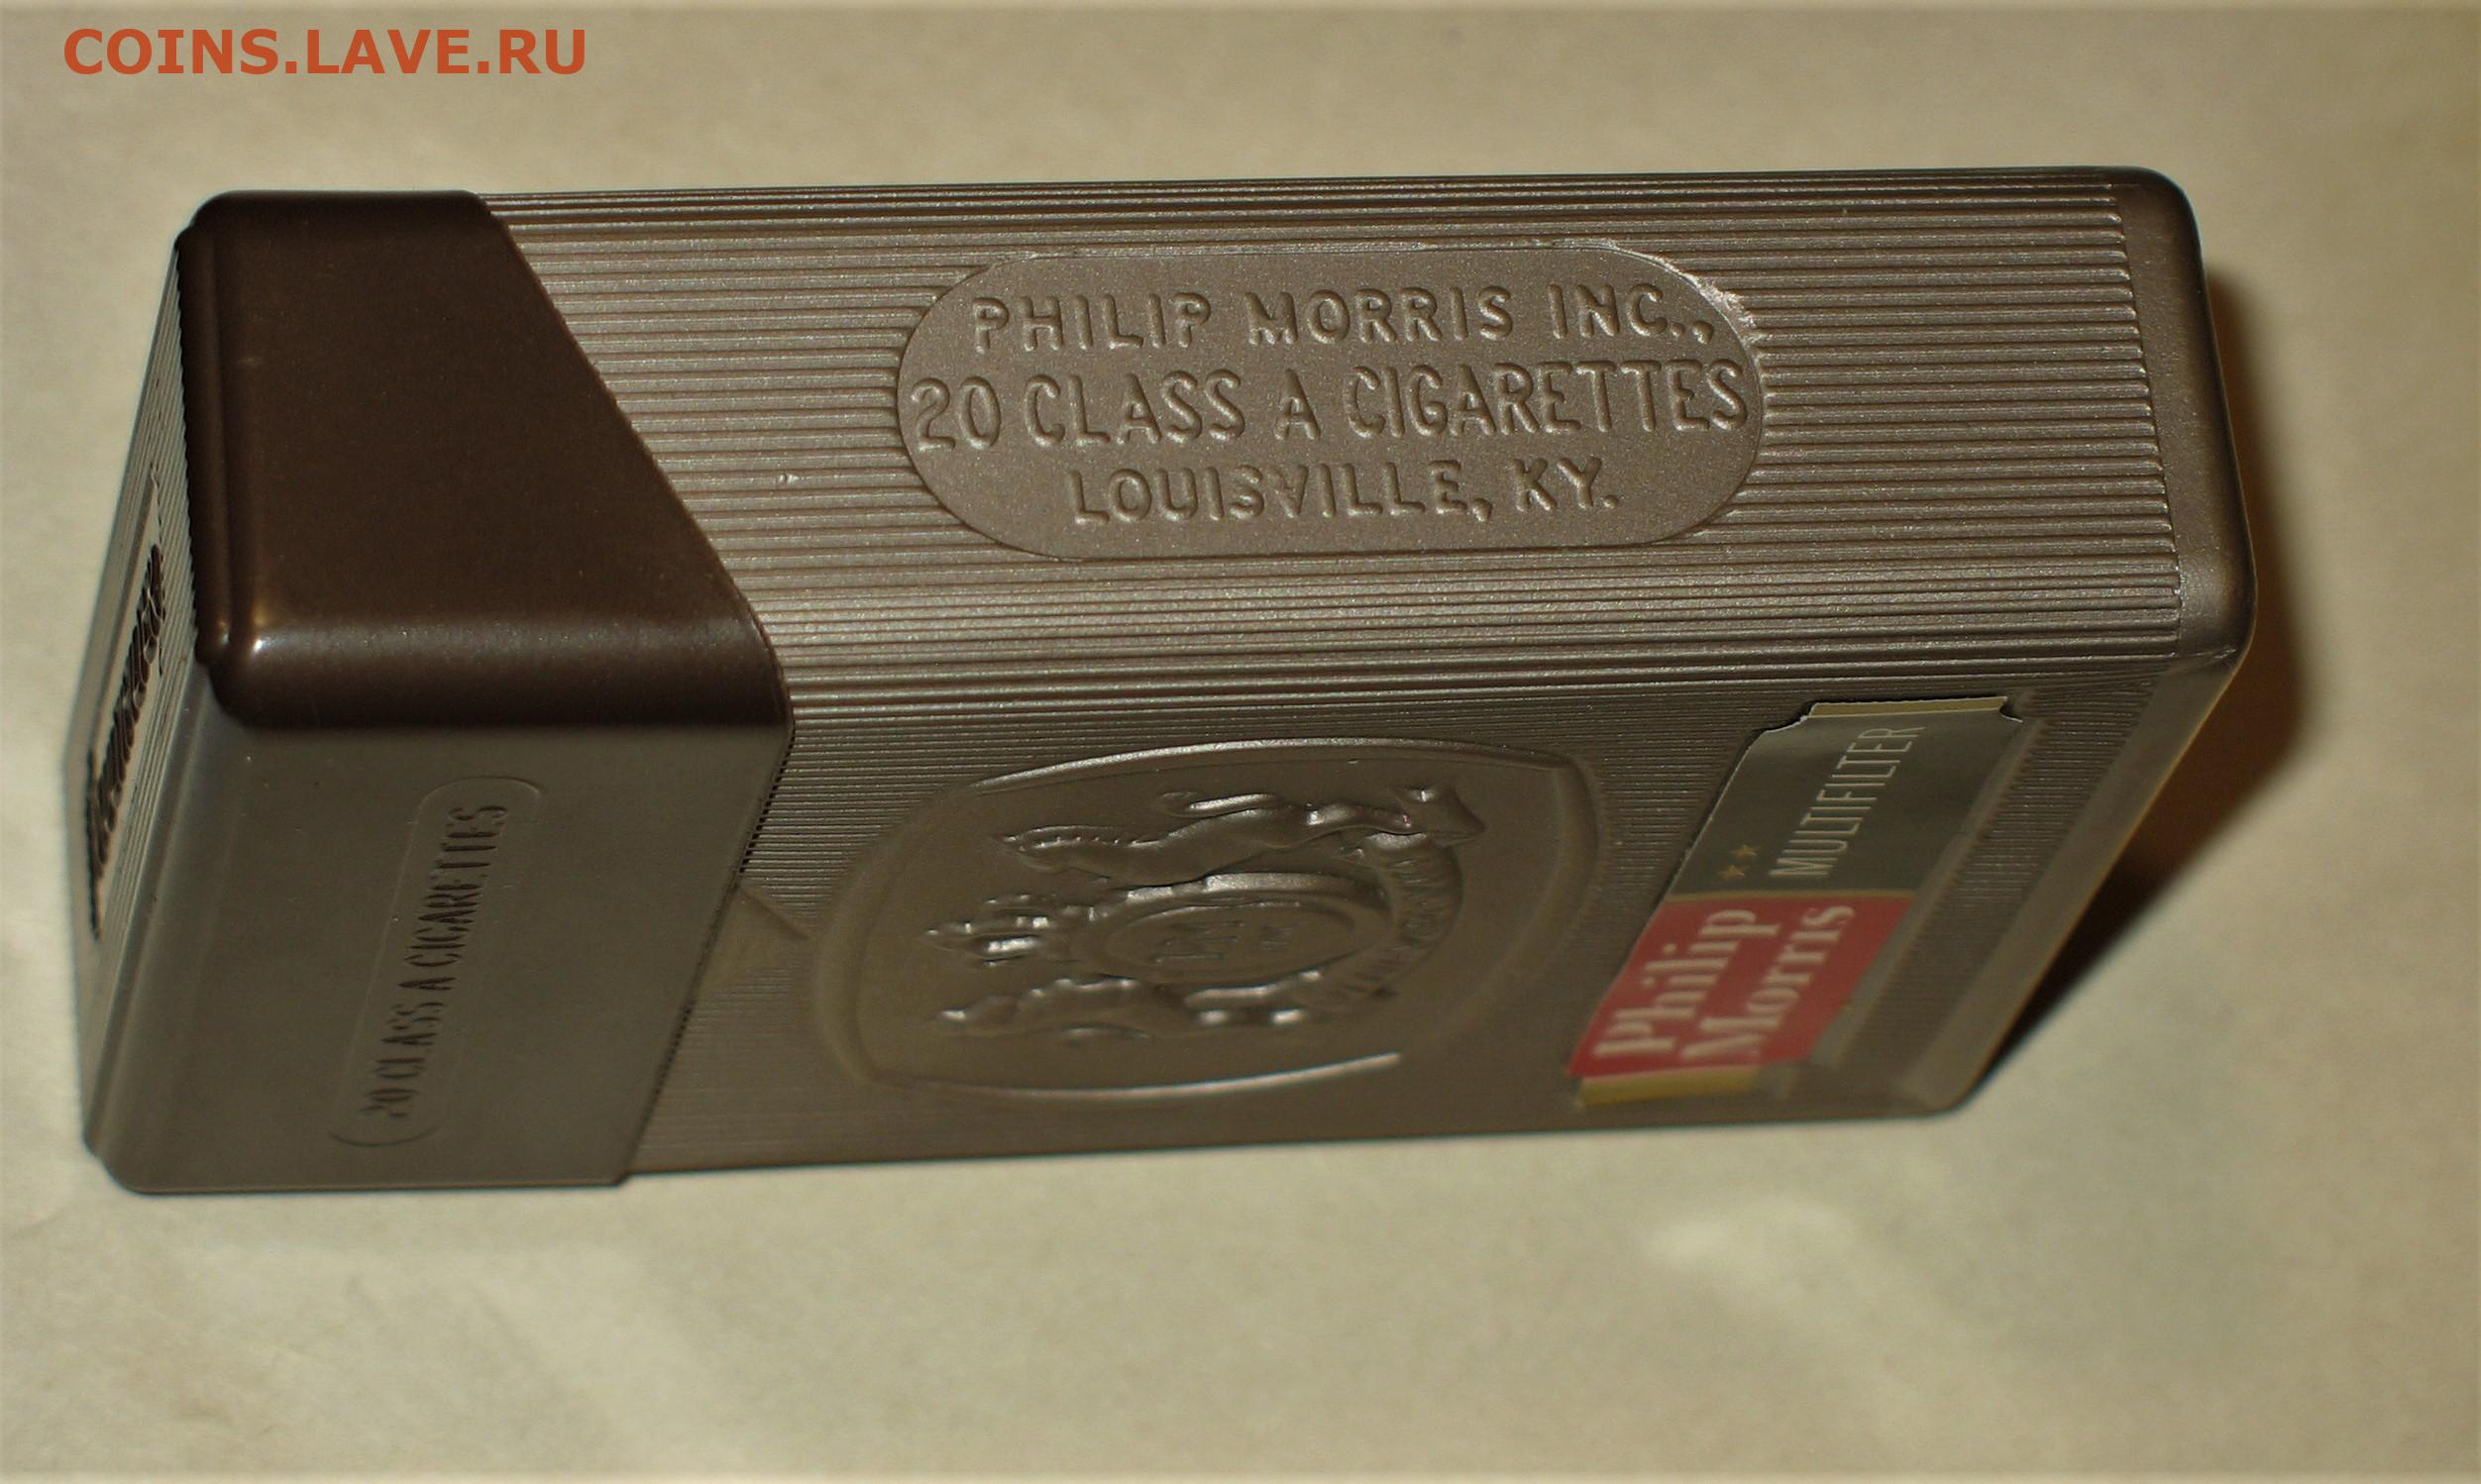 COINS.LAVE.RU
PHILIP MORRIS INC.,
20 CLASS A CIGARETTES
LOUISVILLE, KY.
20 CLASS A CIGARETTES
Philip
Morris
MULTIFILTER